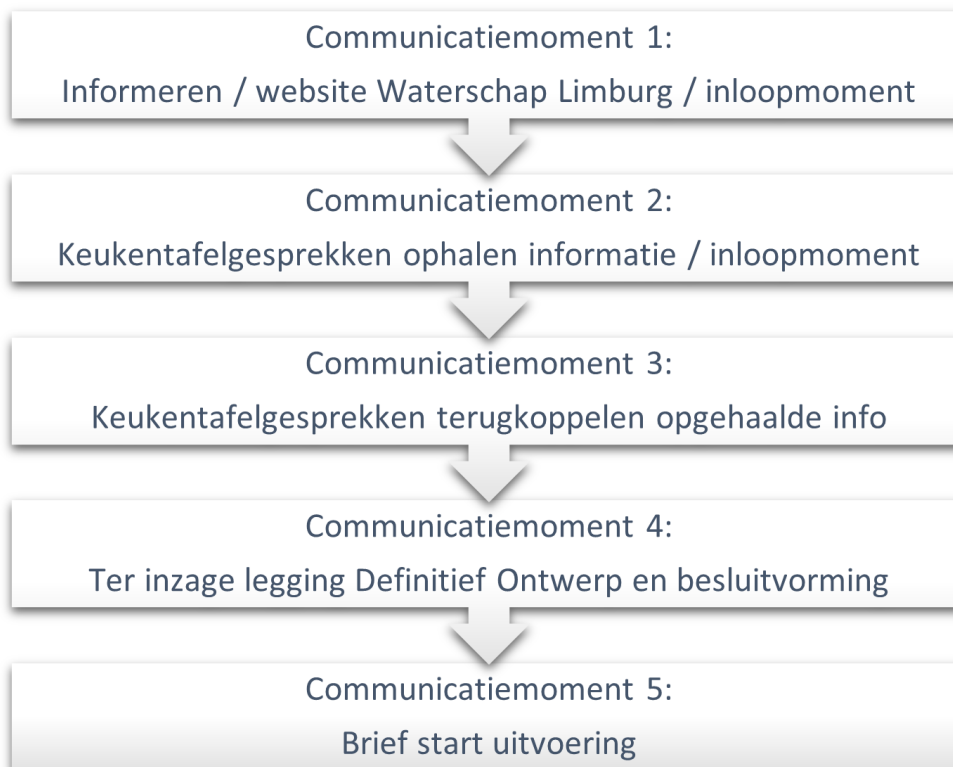 Communicatiemoment 1:
Informeren / website Waterschap Limburg / inloopmoment
Communicatiemoment 2:
Keukentafelgesprekken ophalen informatie / inloopmoment
Communicatiemoment 3:
Keukentafelgesprekken terugkoppelen opgehaalde info
Communicatiemoment 4:
Ter inzage legging Definitief Ontwerp en besluitvorming
Communicatiemoment 5:
Brief start uitvoering